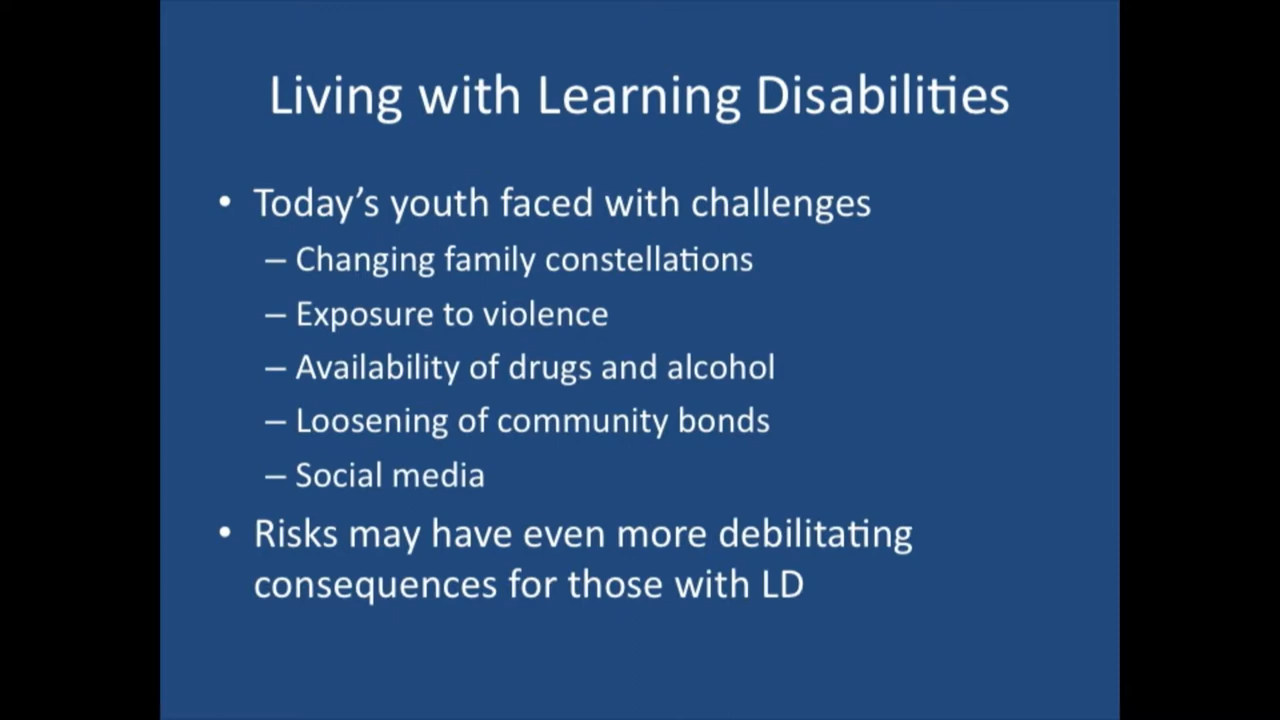 Living with Learning Disabilities
• Today’s youth faced with challenges
– Changing family constellations
– Exposure to violence
– Availability of drugs and alcohol
– Loosening of community bonds
– Social media
• Risks may have even more debilitating
consequences for those with LD